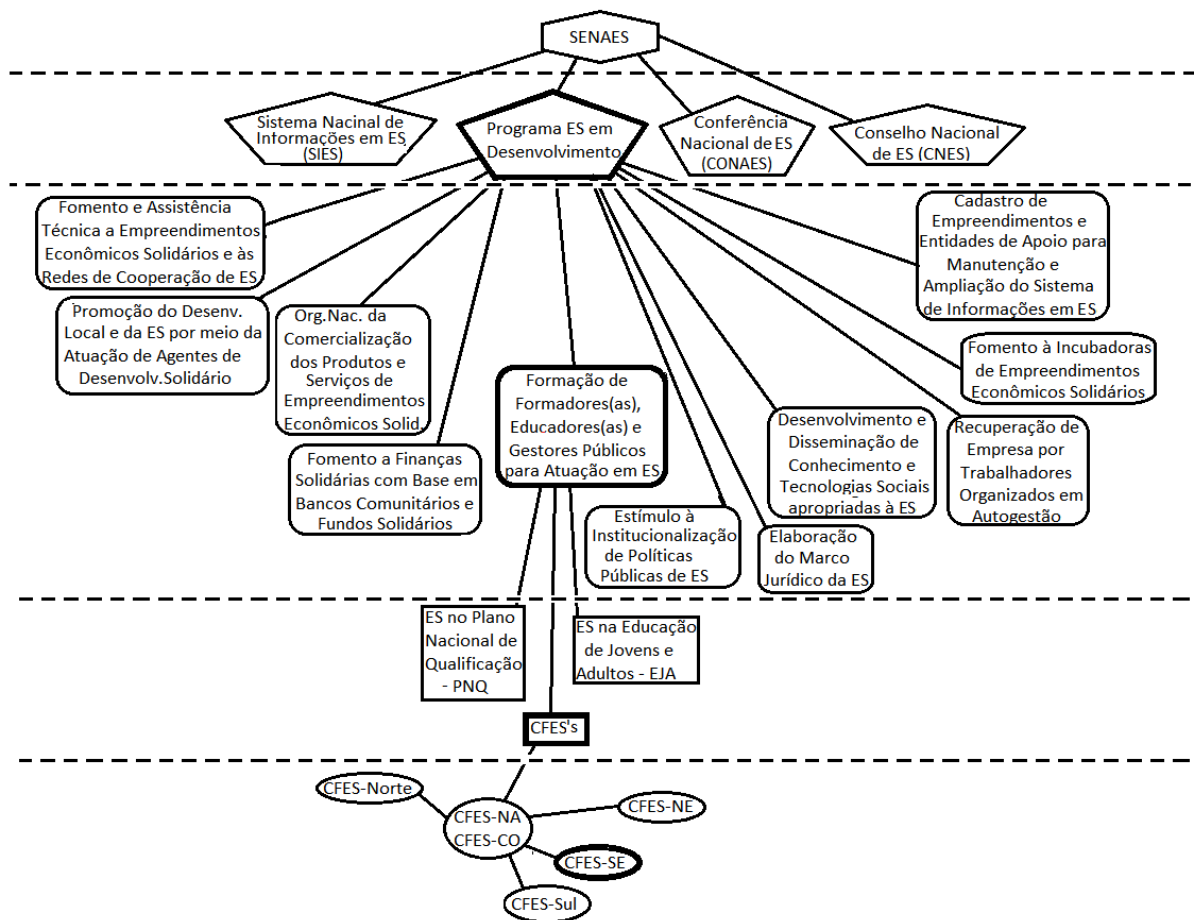 SENAES
Sistema Nacinal de
Informações em ES
(SIES)
Programa ES em
Desenvolvimento
Conferência
Nacional de ES
(CONAES)
Conselho Nacional
de ES (CNES)
Fomento e Assistência
Técnica a Empreendimentos
Econômicos Solidários e às
Redes de Cooperação de ES
Promoção do Desenv.
Local e da ES por meio da
Atuação de Agentes de
Desenvolv.Solidário
Org.Nac. da
Comercialização
dos Produtos e
Serviços de
Empreendimentos
Econômicos Solid.
Fomento a Finanças
Solidárias com Base em
Bancos Comunitários e
Fundos Solidários
Formação de
Formadores(as),
Educadores(as) e
Gestores Públicos
para Atuação em ES
Estímulo à
Institucionalização
de Políticas
Públicas de ES
Elaboração
do Marco
Jurídico da ES
Desenvolvimento e
Disseminação de
Conhecimento e
Tecnologias Sociais
apropriadas à ES
Cadastro de
Empreendimentos e
Entidades de Apoio para
Manutenção e
Ampliação do Sistema
de Informações em ES
Fomento à Incubadoras
de Empreendimentos
Econômicos Solidários
Recuperação de
Empresa por
Trabalhadores
Organizados em
Autogestão
ES no Plano
Nacional de
Qualificação
- PNQ
ES na Educação
de Jovens e
Adultos - EJA
CFES's
CFES-Norte
CFES-NA
CFES-CO
CFES-NE
CFES-SE
CFES-Sul